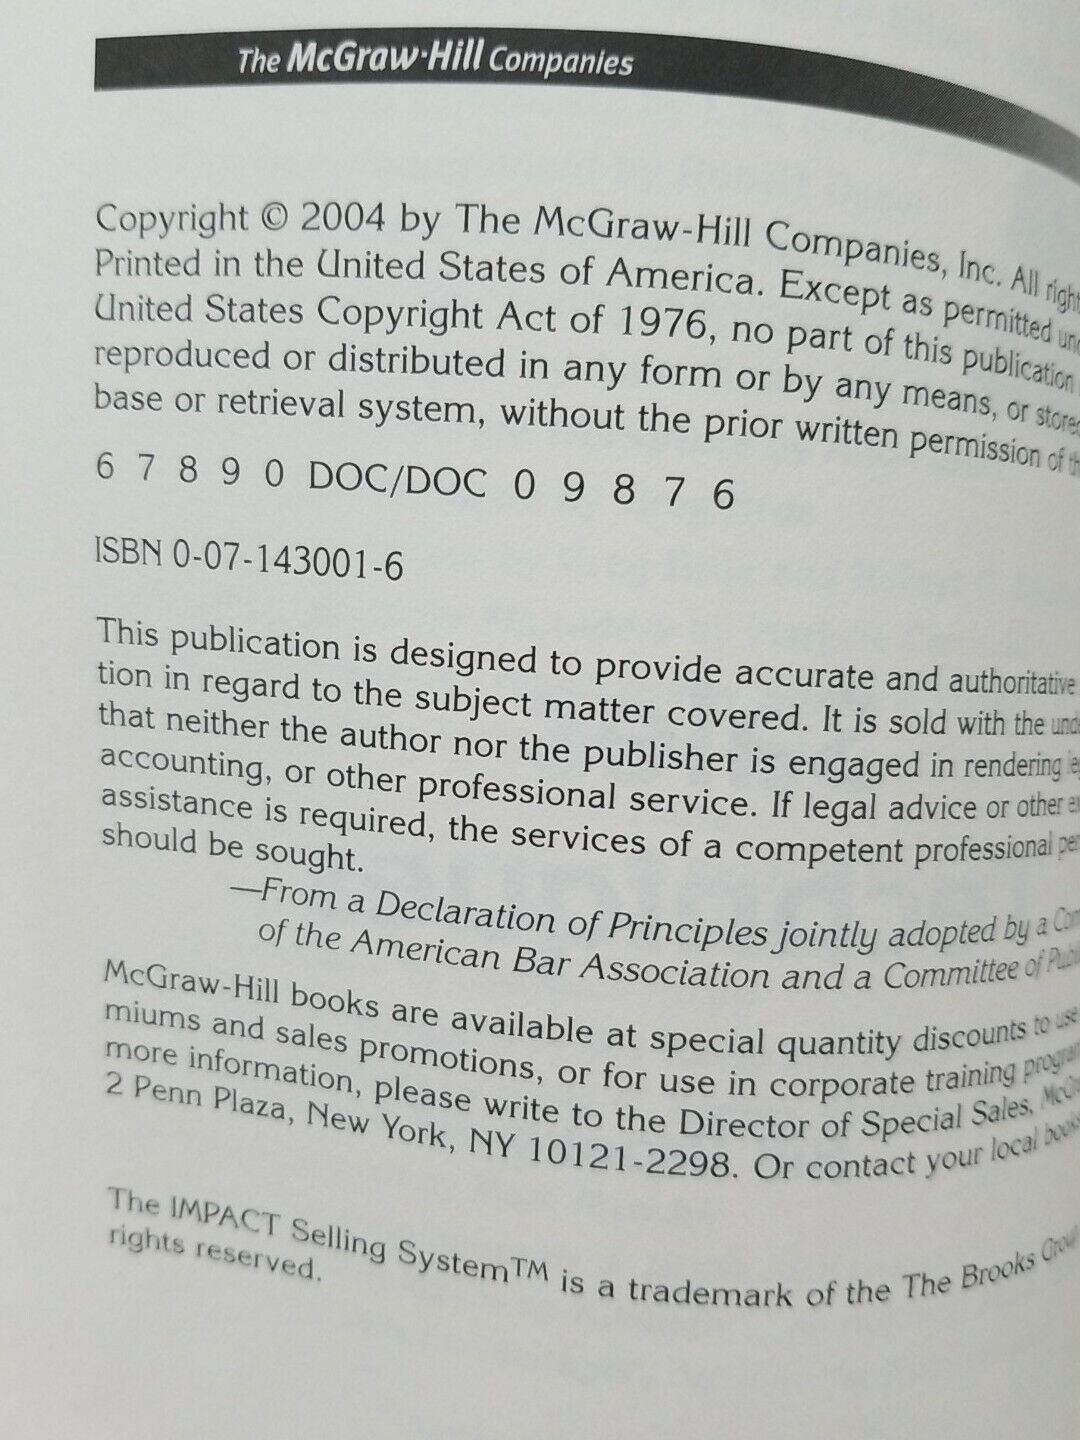 The McGraw·Hill Companies
Copyright © 2004 by The McGraw-Hill Companies, Inc. All
Printed in the United States of America. Except as permitted
United States Copyright Act of 1976, no part of this publication
reproduced or distributed in any form or by any means, or stored
base or retrieval system, without the prior written permission of
6 7 8 9 0 DOC/DOC 0 9 8 7 6
ISBN 0-07-143001-6
This publication is designed to provide accurate and authoritative
tion in regard to the subject matter covered. It is sold with the
that neither the author nor the publisher is engaged in rendering
accounting, or other professional service. If legal advice or other
assistance is required, the services of a competent professional
should be sought.
—From a Declaration of Principles jointly adopted by a
of the American Bar Association and a Committee of
McGraw-Hill books are available at special quantity discounts to use
miums and sales promotions, or for use in corporate training
more information, please write to the Director of Special Sales,
2 Penn Plaza, New York, NY 10121-2298. Or contact your local
The IMPACT Selling System™ is a trademark of the The Brooks
rights reserved.